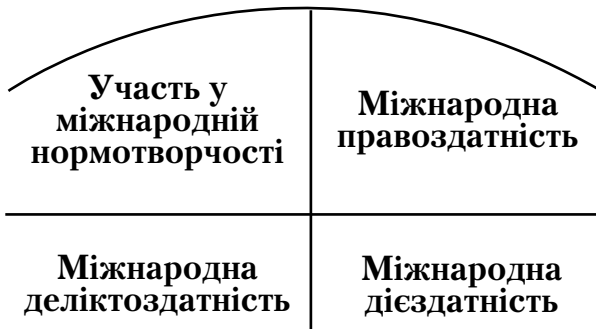 Участь у
міжнародній
нормотворчості
Міжнародна
правоздатність
Міжнародна
деліктоздатність
Міжнародна
дієздатність